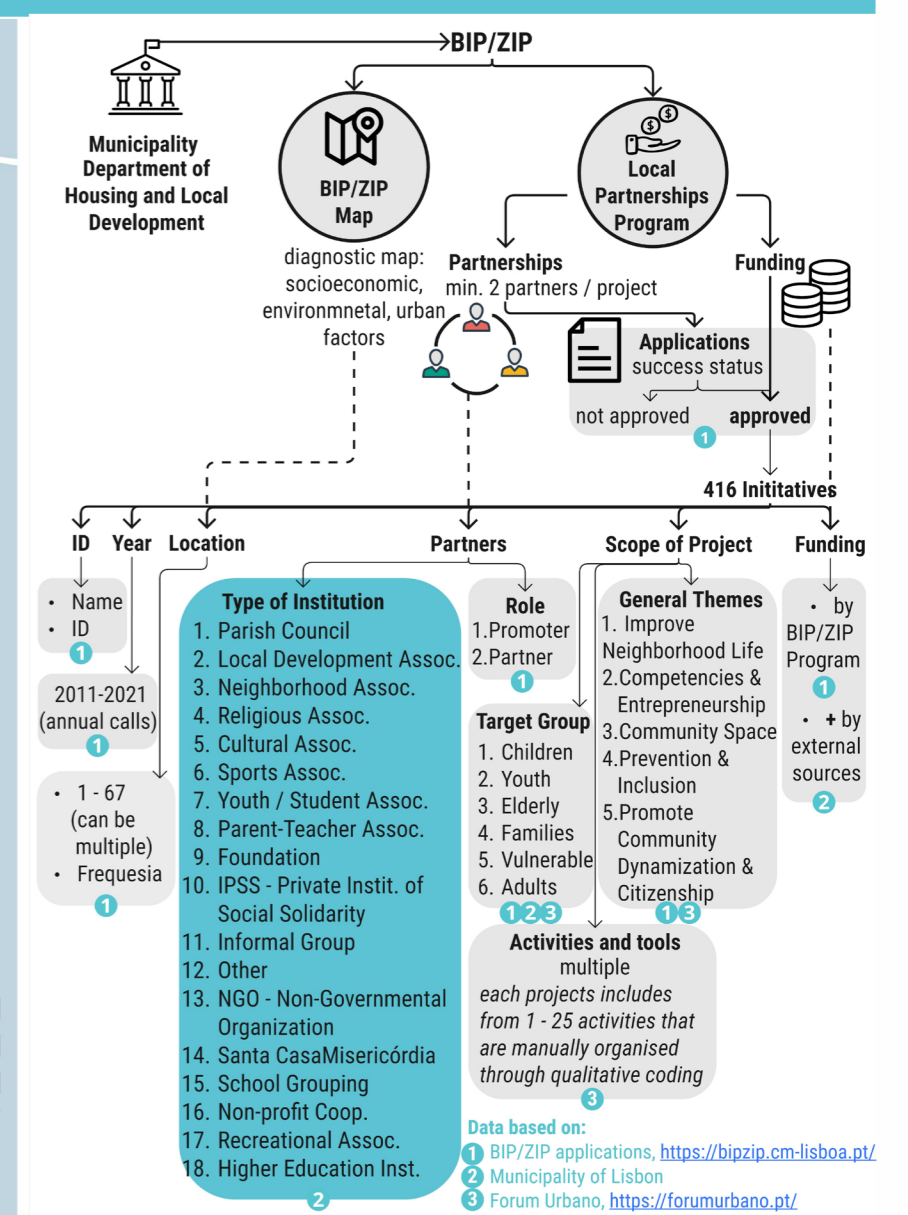 BIP/ZIP
Municipality
Department of
Housing and Local
Development
BIP/ZIP
Map
Local
Partnerships
Program
diagnostic map:
socioeconomic,
environmnetal, urban
factors
Partnerships
min. 2 partners / project
Funding
Applications
success status
not approved
approved
1
416 Inititatives
ID
Year
Location
Partners
Scope of Project
Funding
• Name
• ID
1
2011-2021
(annual calls)
1
• 1 - 67
(can be
multiple)
• Frequesia
1
Type of Institution
1. Parish Council
2. Local Development Assoc.
3. Neighborhood Assoc.
4. Religious Assoc.
5. Cultural Assoc.
6. Sports Assoc.
7. Youth / Student Assoc.
8. Parent-Teacher Assoc.
9. Foundation
10. IPSS - Private Instit. of
Social Solidarity
11. Informal Group
12. Other
13. NGO - Non-Governmental
Organization
14. Santa CasaMisericórdia
15. School Grouping
16. Non-profit Coop.
17. Recreational Assoc.
18. Higher Education Inst.
2
Role
1.Promoter
2.Partner
1
Target Group
1. Children
2. Youth
3. Elderly
4. Families
5. Vulnerable
6. Adults
1 2 3
General Themes
1. Improve
Neighborhood Life
2.Competencies &
Entrepreneurship
3.Community Space
4.Prevention &
Inclusion
5.Promote
Community
Dynamization &
Citizenship
1 3
• by
BIP/ZIP
Program
1
• + by
external
sources
2
Activities and tools
multiple
each projects includes
from 1 - 25 activities that
are manually organised
through qualitative coding
3
Data based on:
1 BIP/ZIP applications, https://bipzip.cm-lisboa.pt/
2 Municipality of Lisbon
3 Forum Urbano, https://forumurbano.pt/